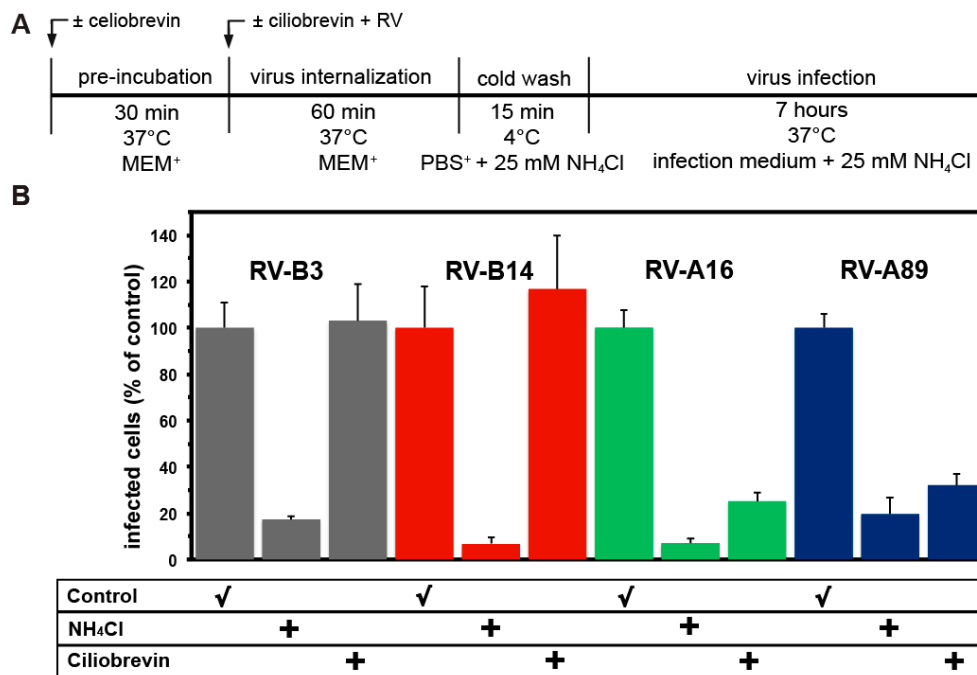 A
± celiobrevin
± ciliobrevin + RV
pre-incubation
virus internalization
cold wash
virus infection
30 min
60 min
15 min
7 hours
37°C
37°C
4°C
37°C
MEM⁺
MEM⁺
PBS⁺ + 25 mM NH₄Cl
infection medium + 25 mM NH₄Cl
B
infected cells (% of control)
140
120
100
80
60
40
20
0
RV-B3
RV-B14
RV-A16
RV-A89
Control √ √ √ √
NH₄Cl + + + +
Ciliobrevin + + + +